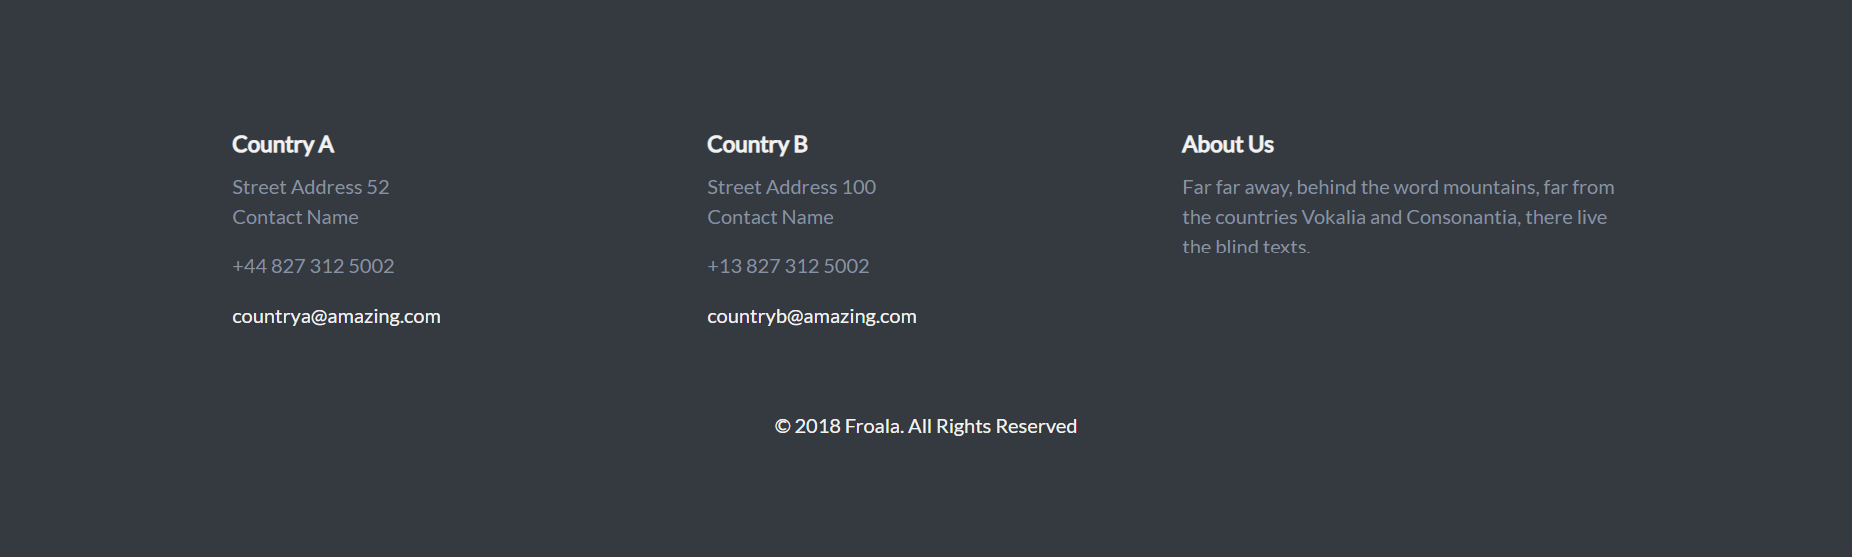 Country A
Street Address 52
Contact Name
+44 827 312 5002
countrya@amazing.com
Country B
Street Address 100
Contact Name
+13 827 312 5002
countryb@amazing.com
About Us
Far far away, behind the word mountains, far from
the countries Vokalia and Consonantia, there live
the blind texts.
© 2018 Froala. All Rights Reserved